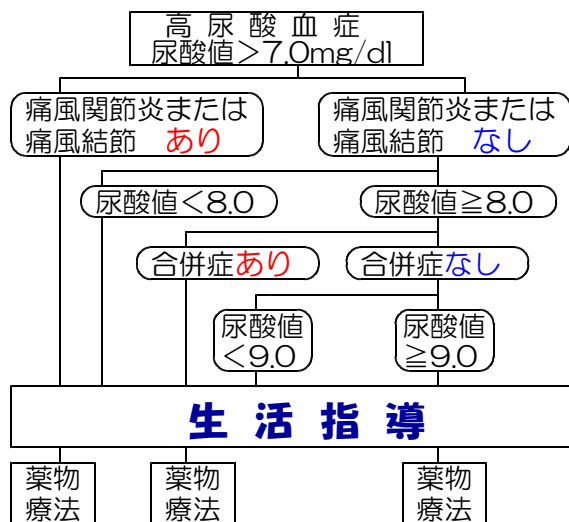 高尿酸血症
尿酸値＞7.0mg/dl
痛風関節炎または
痛風結節 あり
痛風関節炎または
痛風結節 なし
尿酸値＜8.0
尿酸値≧8.0
合併症あり
合併症なし
尿酸値
＜9.0
尿酸値
≧9.0
生活指導
薬物
療法
薬物
療法
薬物
療法